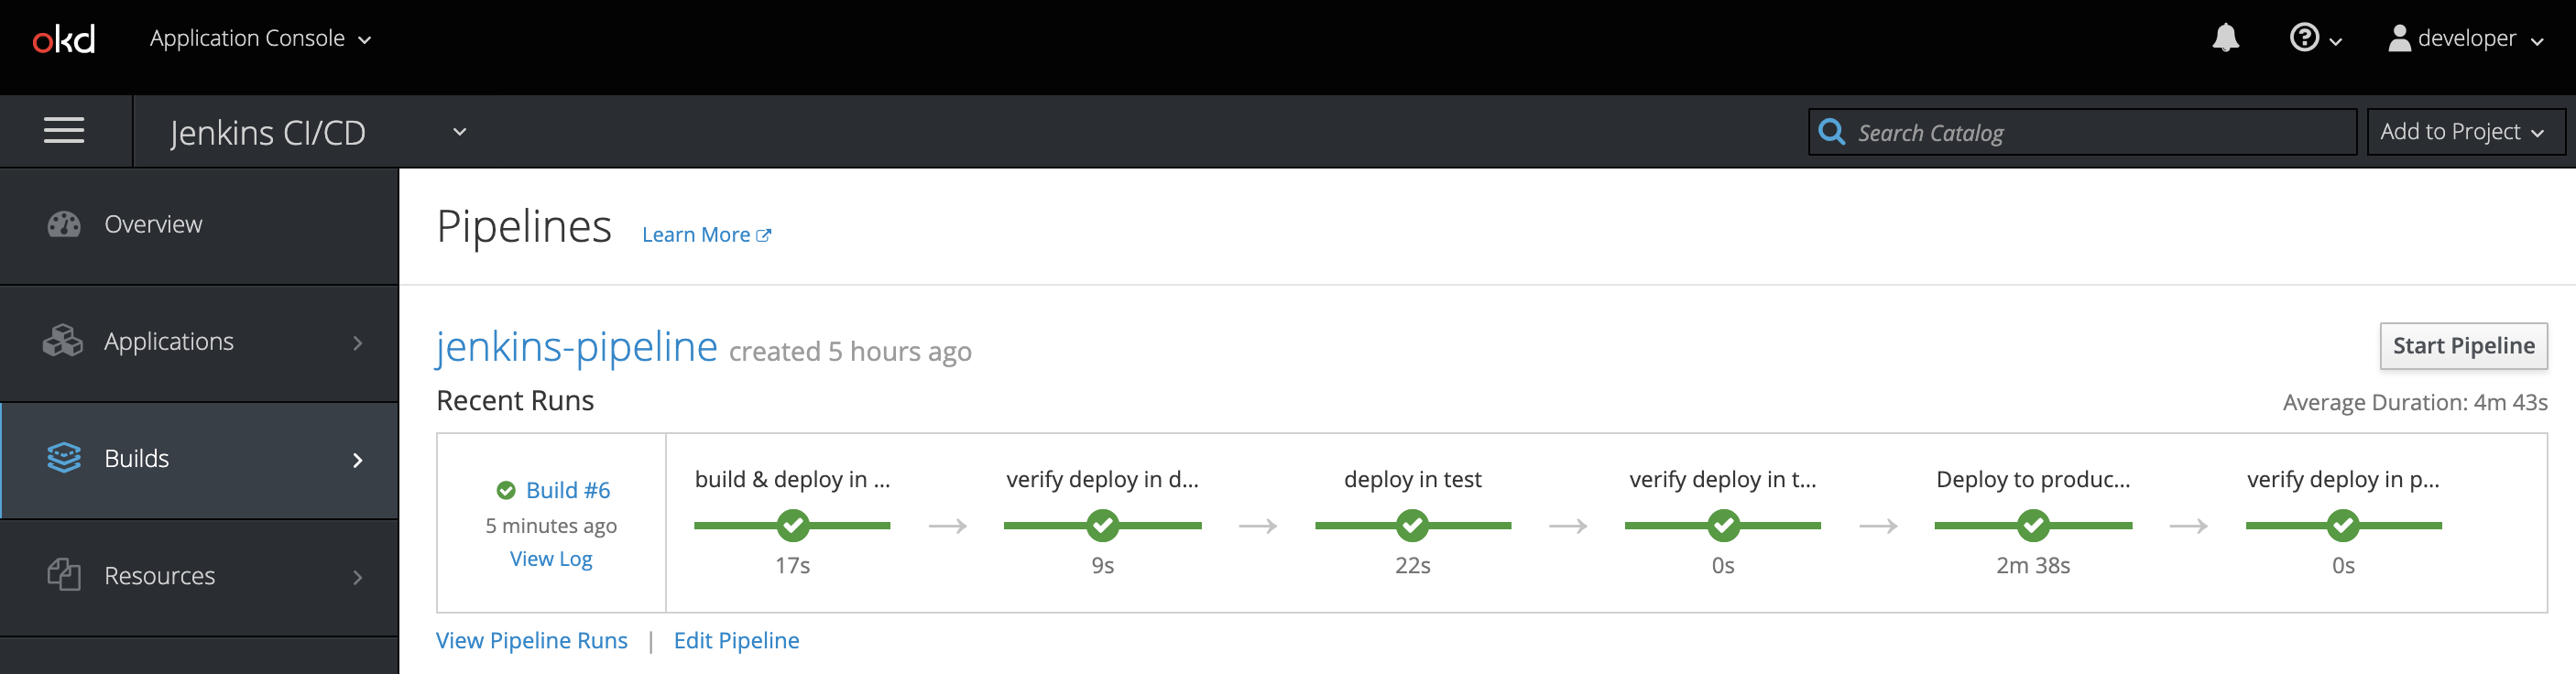 okd Application Console developer
Jenkins CI/CD Search Catalog Add to Project
Overview
Applications
Builds
Resources
Pipelines Learn More
jenkins-pipeline created 5 hours ago Start Pipeline
Recent Runs Average Duration: 4m 43s
Build #6
5 minutes ago
View Log
build & deploy in ... verify deploy in d... deploy in test verify deploy in t... Deploy to produc... verify deploy in p...
17s 9s 22s 0s 2m 38s 0s
View Pipeline Runs | Edit Pipeline